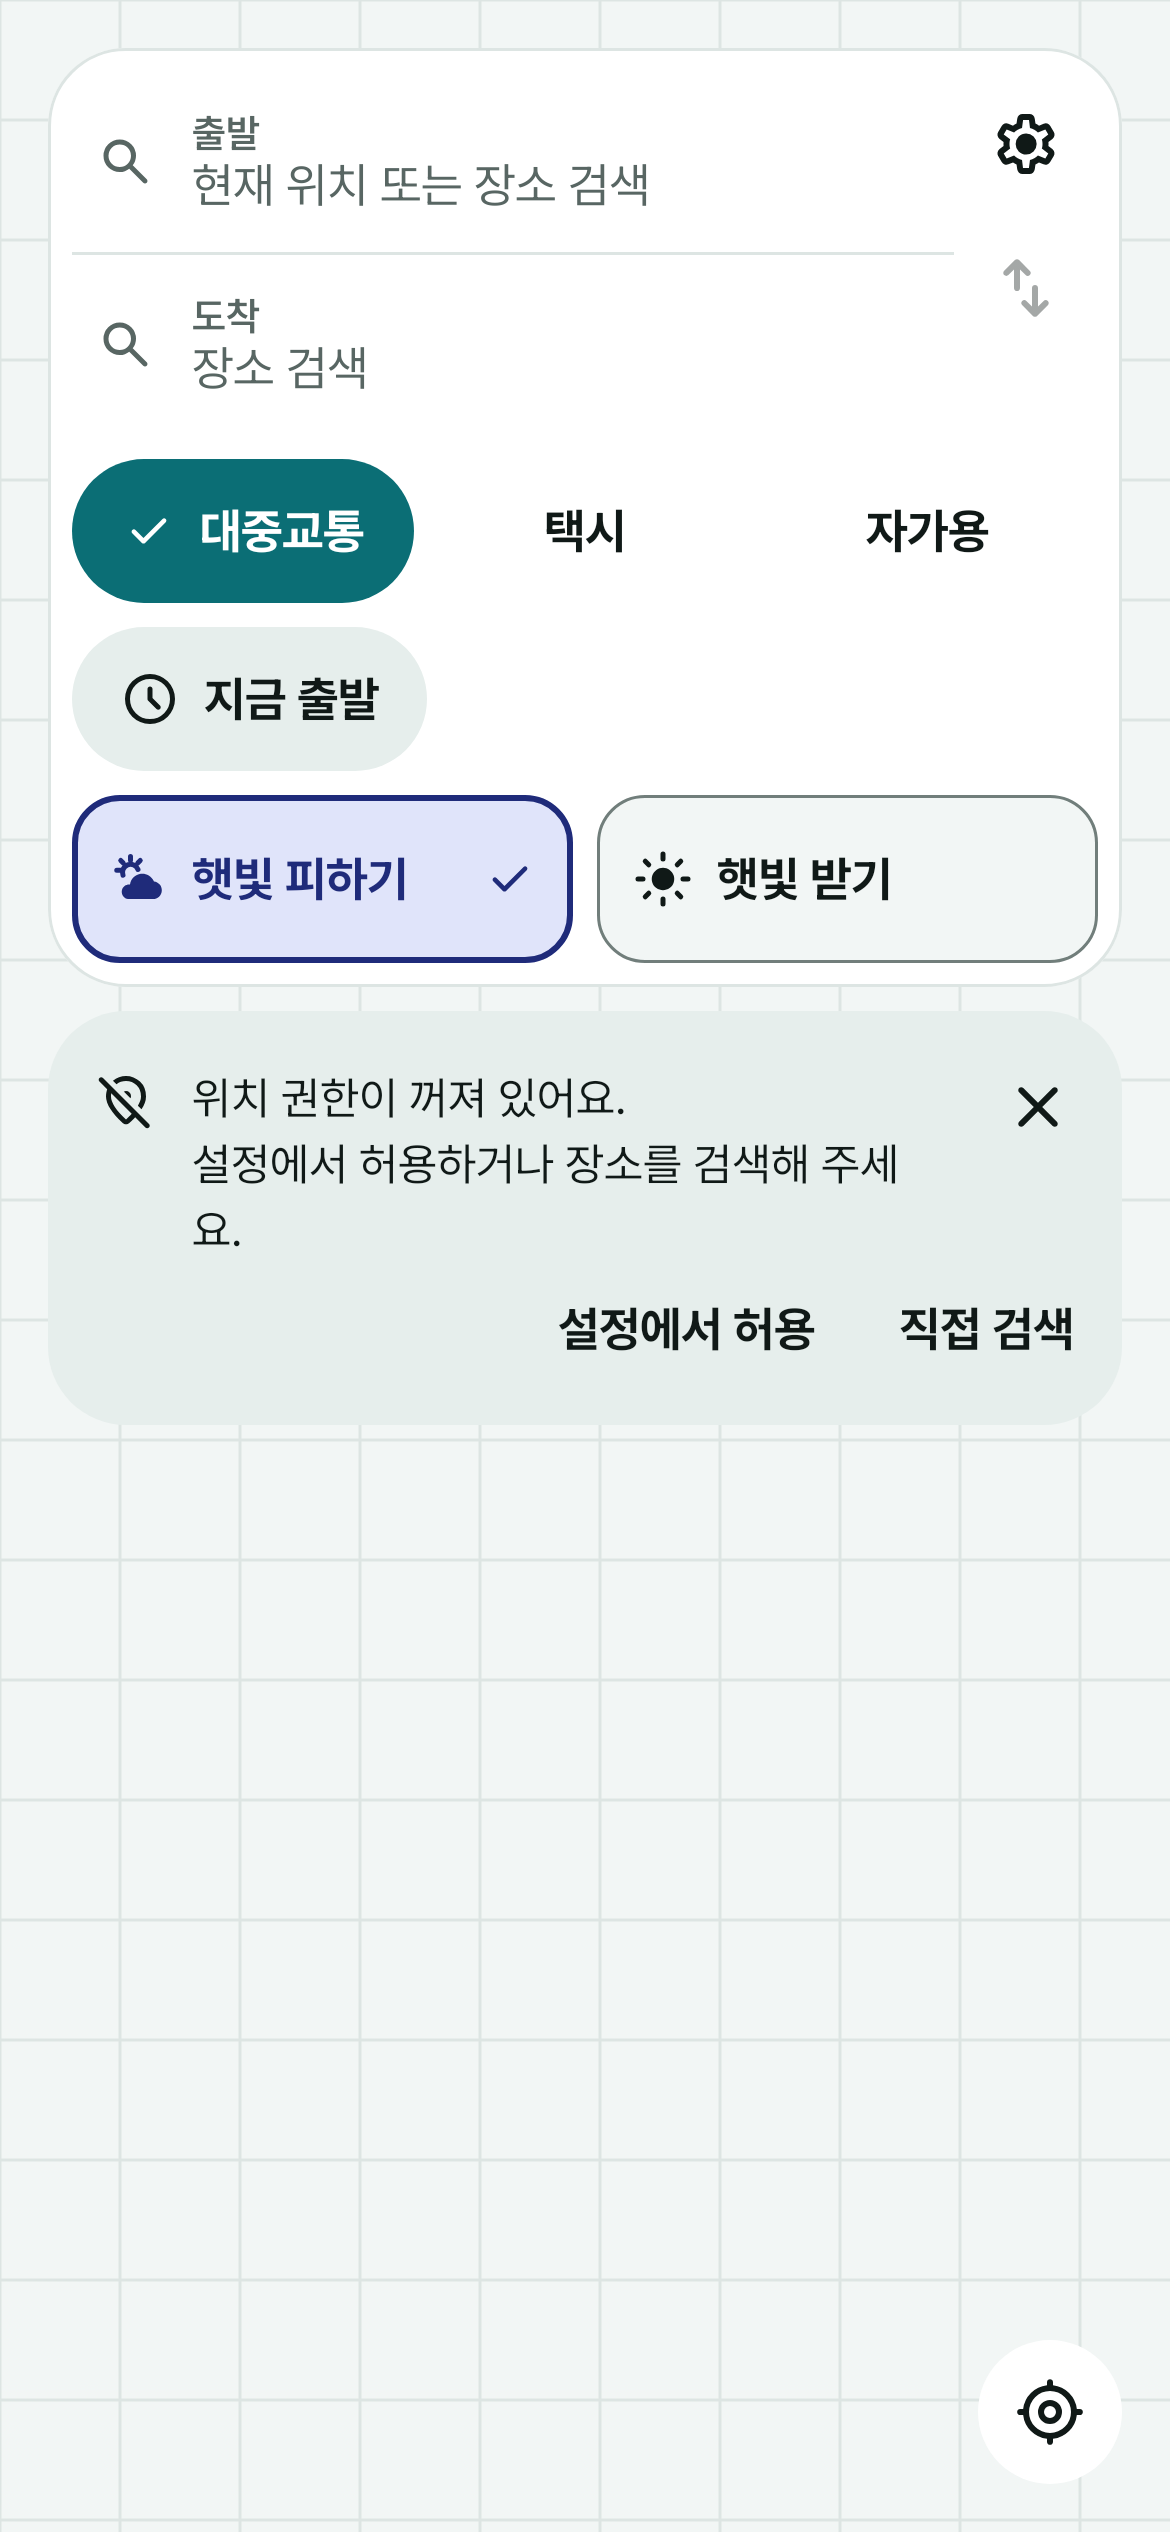 출발
현재 위치 또는 장소 검색
도착
장소 검색
대중교통
택시
자가용
지금 출발
햇빛 피하기
햇빛 받기
위치 권한이 꺼져 있어요.
설정에서 허용하거나 장소를 검색해 주세
요.
설정에서 허용
직접 검색